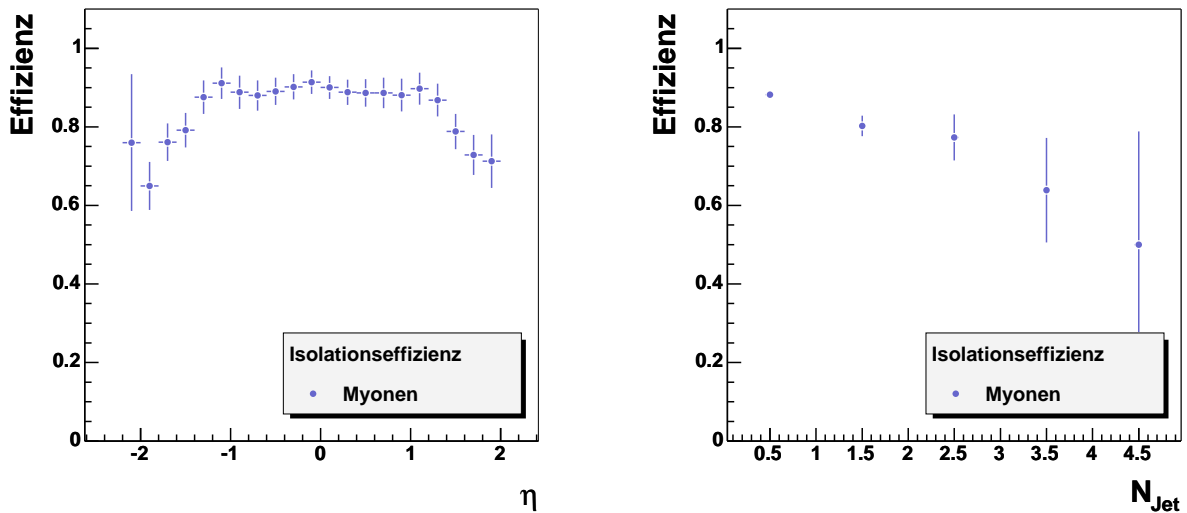 Effizienz
1
0.8
0.6
0.4
0.2
0
-2 -1 0 1 2
η
Isolationseffizienz
Myonen
Effizienz
1
0.8
0.6
0.4
0.2
0
0.5 1 1.5 2 2.5 3 3.5 4 4.5
N_Jet
Isolationseffizienz
Myonen